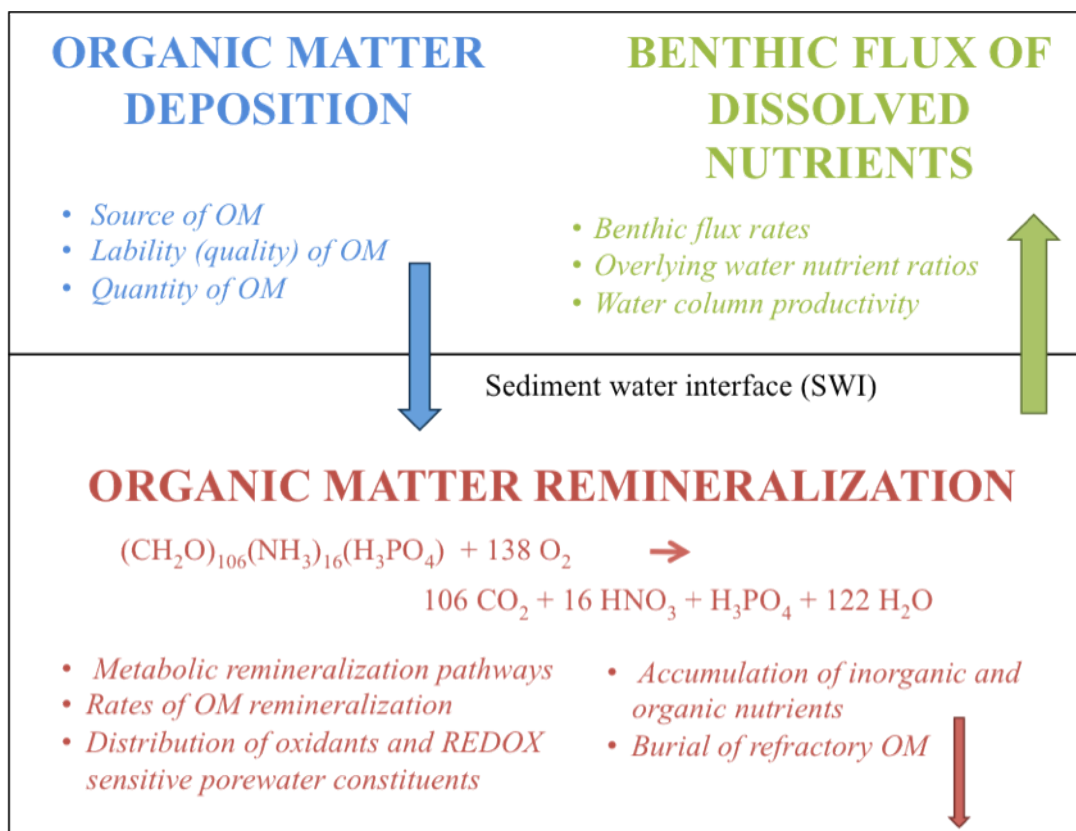 ORGANIC MATTER
DEPOSITION
• Source of OM
• Lability (quality) of OM
• Quantity of OM
BENTHIC FLUX OF
DISSOLVED
NUTRIENTS
• Benthic flux rates
• Overlying water nutrient ratios
• Water column productivity
Sediment water interface (SWI)
ORGANIC MATTER REMINERALIZATION
(CH₂O)₁₀₆(NH₃)₁₆(H₃PO₄) + 138 O₂ →
106 CO₂ + 16 HNO₃ + H₃PO₄ + 122 H₂O
• Metabolic remineralization pathways
• Rates of OM remineralization
• Distribution of oxidants and REDOX
sensitive porewater constituents
• Accumulation of inorganic and
organic nutrients
• Burial of refractory OM